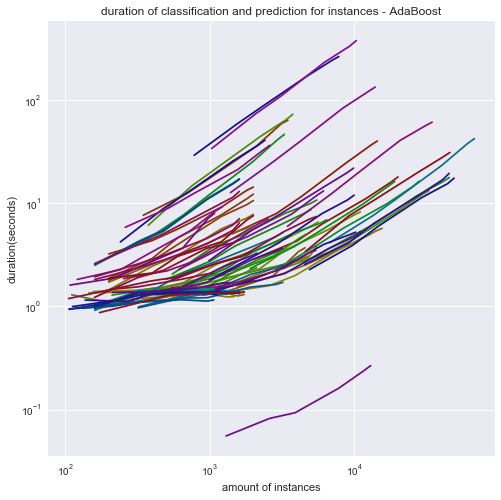 duration of classification and prediction for instances - AdaBoost
duration(seconds)
10²
10¹
10⁰
10⁻¹
10² 10³ 10⁴
amount of instances